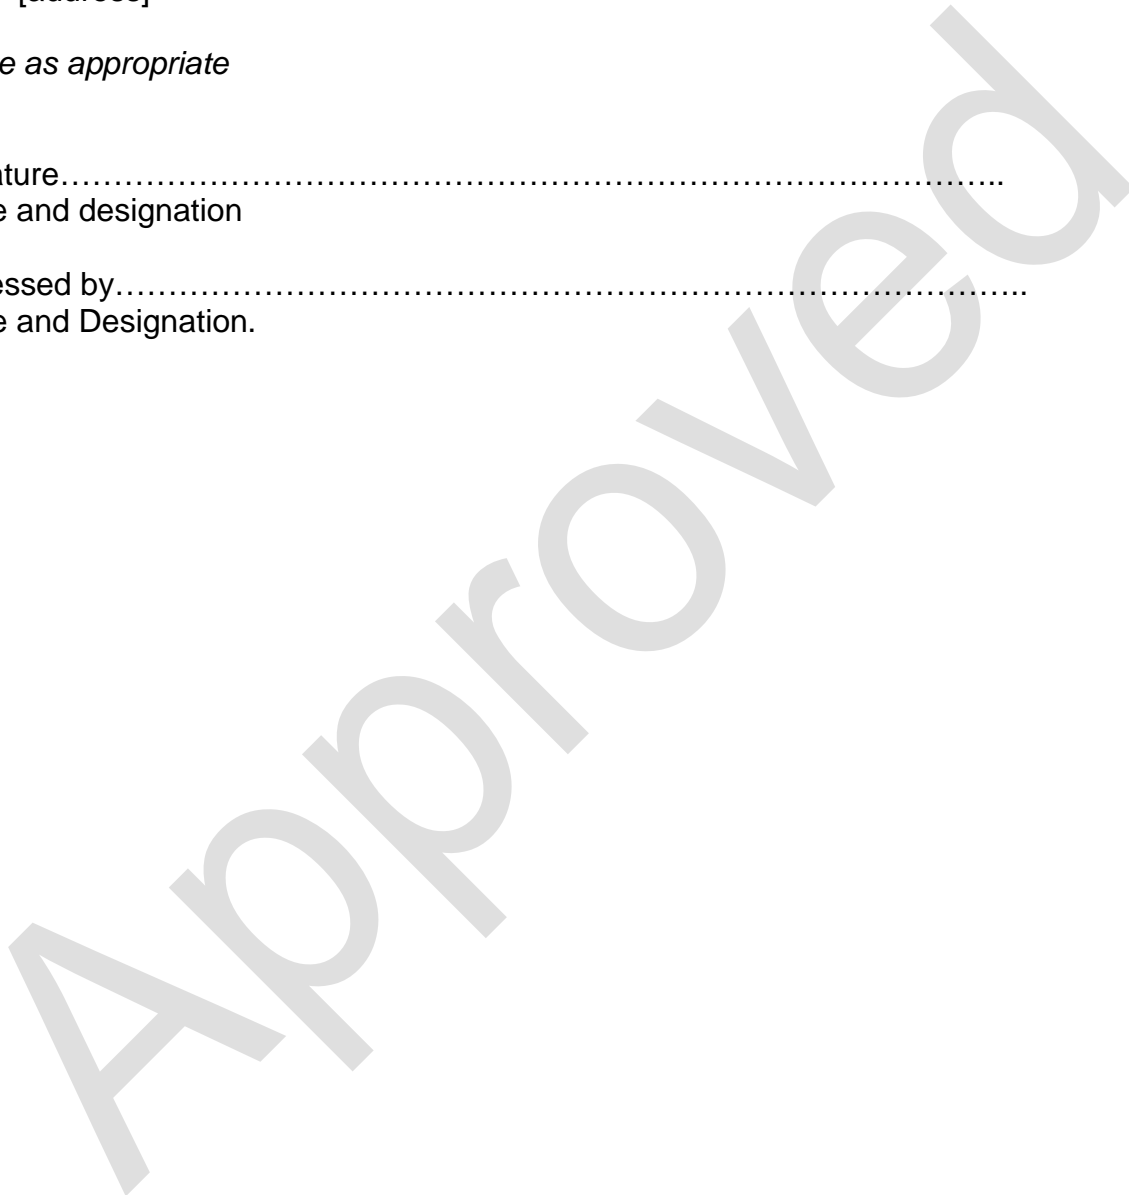 [address]
e as appropriate
ature…………………………………………………………………………….
e and designation
essed by…………………………………………………………………………..
e and Designation.
Approved